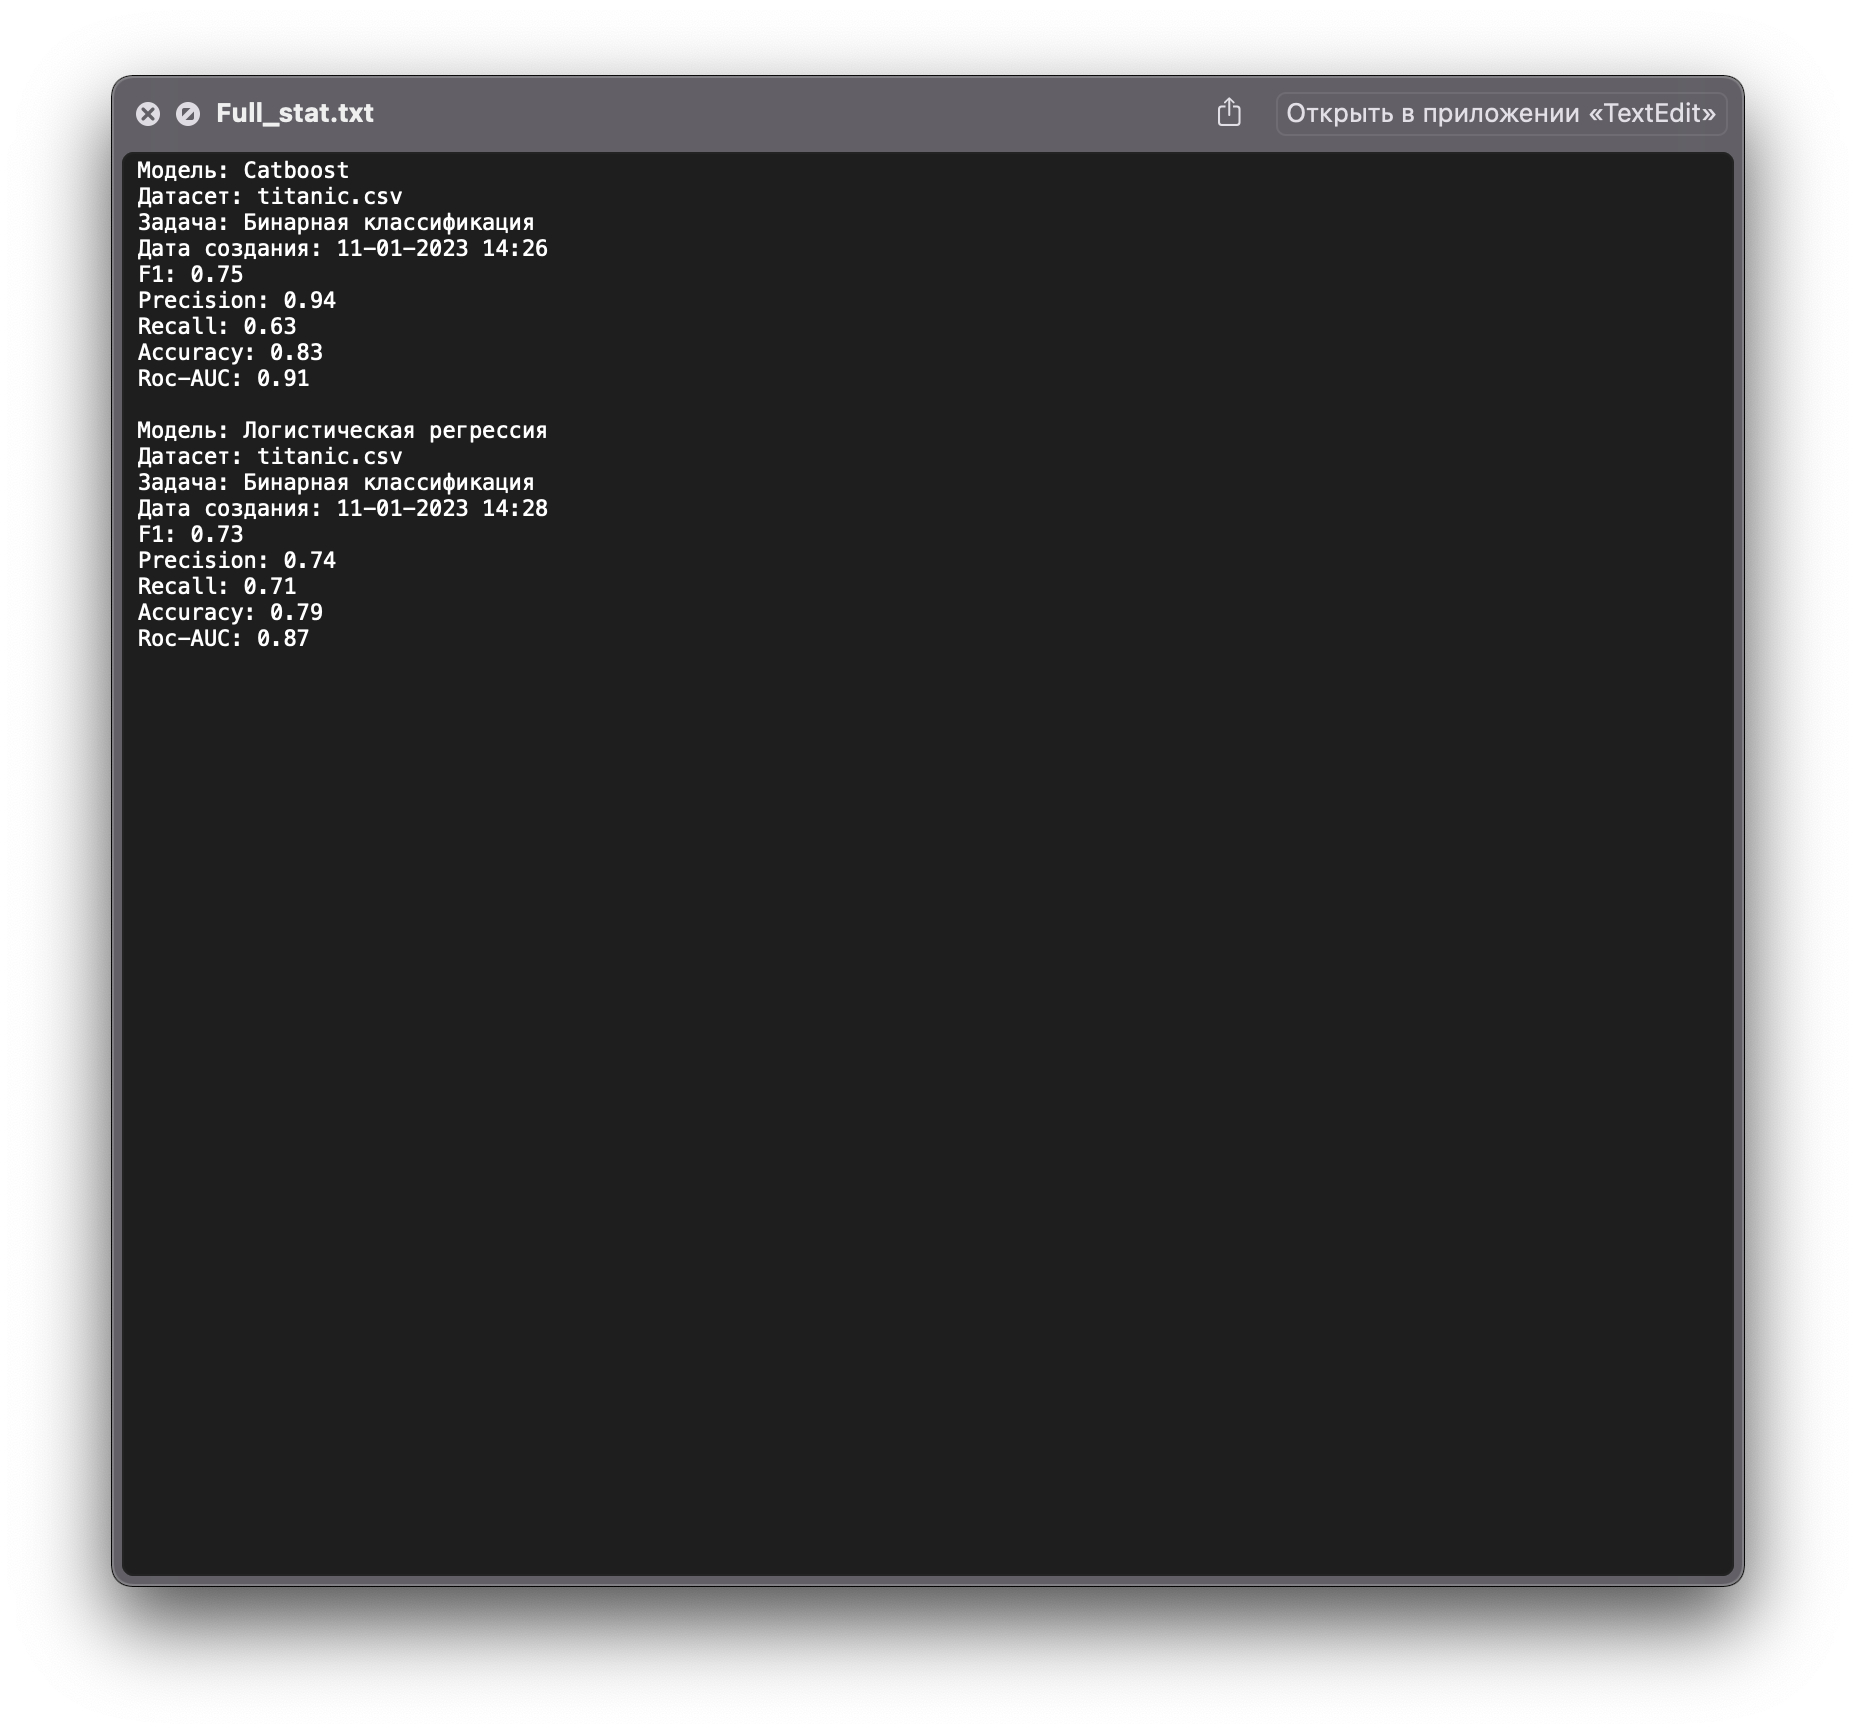 Full_stat.txt
Открыть в приложении «TextEdit»
Модель: Catboost
Датасет: titanic.csv
Задача: Бинарная классификация
Дата создания: 11-01-2023 14:26
F1: 0.75
Precision: 0.94
Recall: 0.63
Accuracy: 0.83
Roc-AUC: 0.91

Модель: Логистическая регрессия
Датасет: titanic.csv
Задача: Бинарная классификация
Дата создания: 11-01-2023 14:28
F1: 0.73
Precision: 0.74
Recall: 0.71
Accuracy: 0.79
Roc-AUC: 0.87